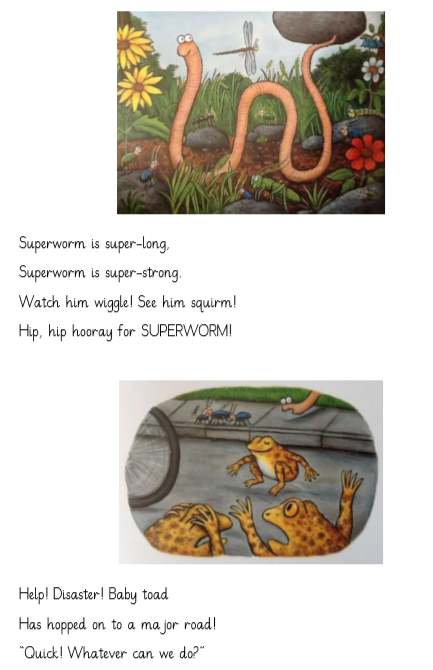 Superworm is super-long,
Superworm is super-strong.
Watch him wiggle! See him squirm!
Hip, hip hooray for SUPERWORM!
Help! Disaster! Baby toad
Has hopped on to a major road!
"Quick! Whatever can we do?"